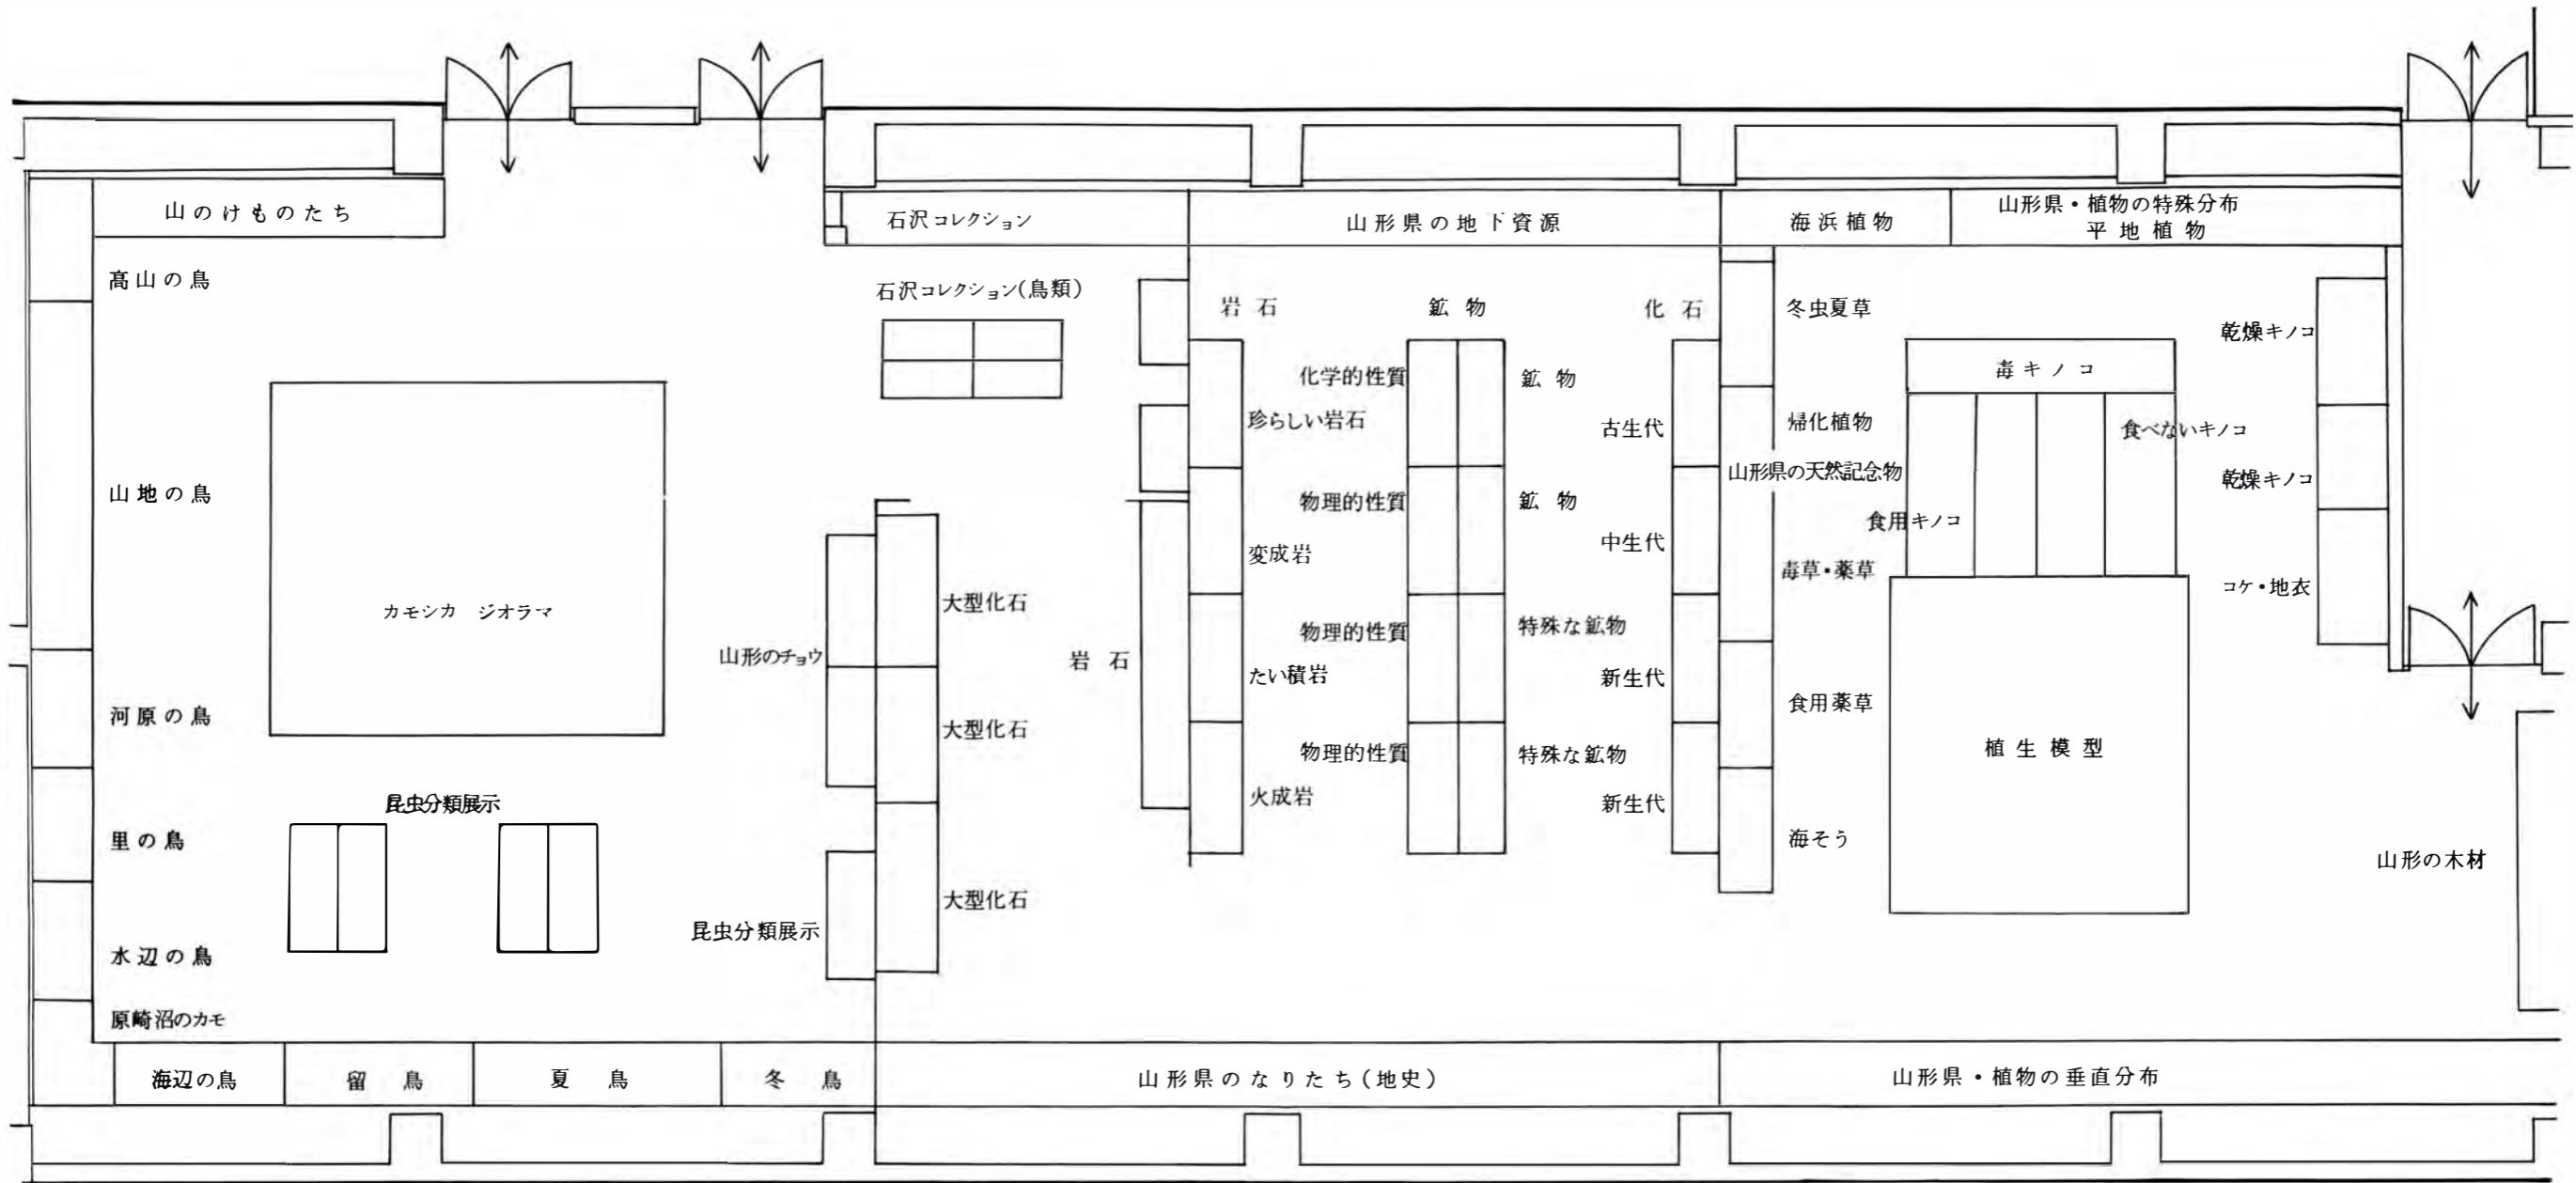 山のけものたち
高山の鳥
山地の鳥
河原の鳥
里の鳥
水辺の鳥
原崎沼のカモ
海辺の鳥
留鳥
夏鳥
冬鳥
カモシカ ジオラマ
昆虫分類展示
山形のチョウ
昆虫分類展示
石沢コレクション
石沢コレクション(鳥類)
大型化石
大型化石
大型化石
岩石
山形県の地下資源
岩石
珍らしい岩石
変成岩
たい積岩
火成岩
鉱物
化学的性質
物理的性質
物理的性質
物理的性質
鉱物
鉱物
特殊な鉱物
特殊な鉱物
化石
古生代
中生代
新生代
新生代
山形県のなりたち(地史)
海浜植物
山形県・植物の特殊分布
平地植物
冬虫夏草
帰化植物
山形県の天然記念物
毒草・薬草
食用薬草
海そう
毒キノコ
食べないキノコ
食用キノコ
植生模型
乾燥キノコ
乾燥キノコ
コケ・地衣
山形の木材
山形県・植物の垂直分布